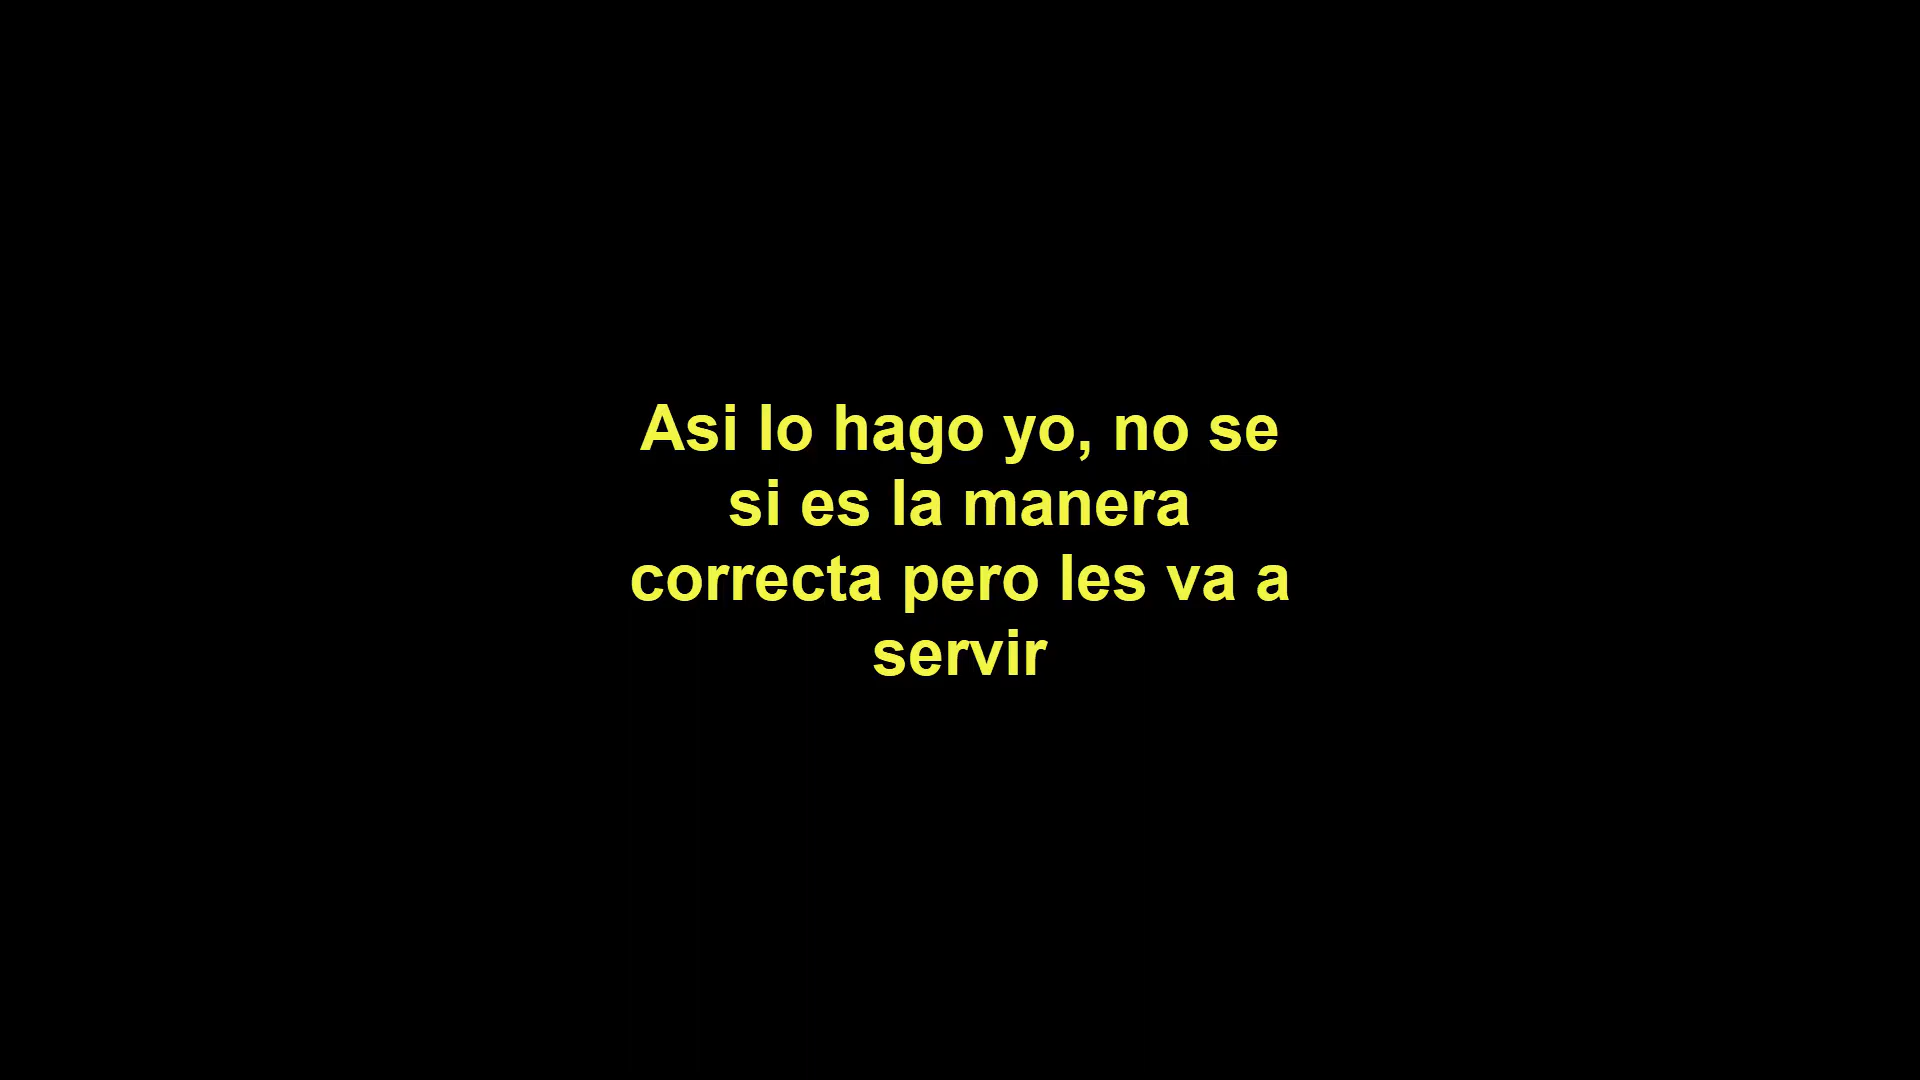 Asi lo hago yo, no se
si es la manera
correcta pero les va a
servir